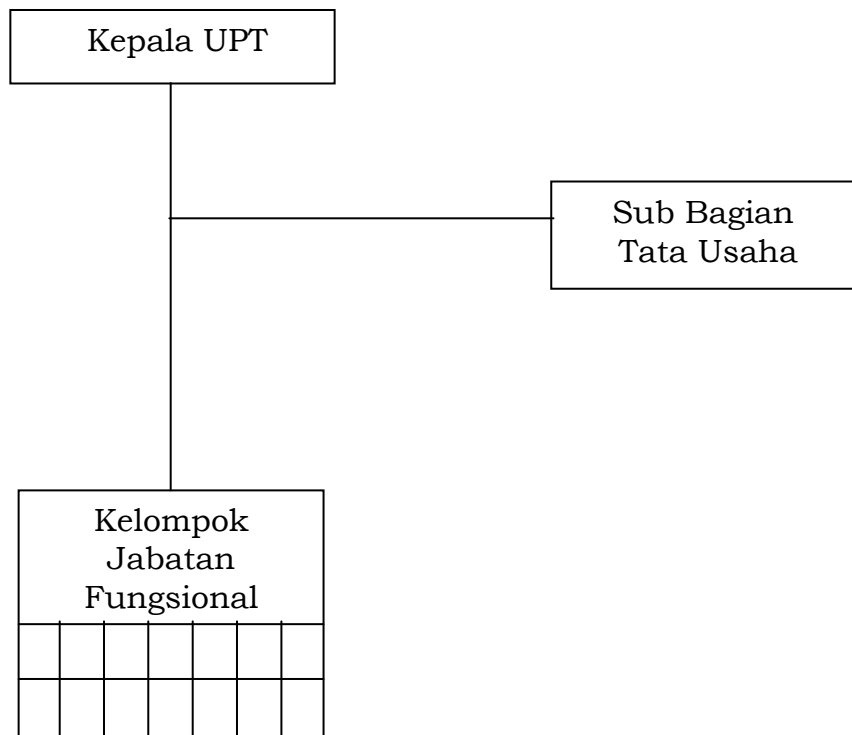 Kepala UPT
Sub Bagian
Tata Usaha
Kelompok
Jabatan
Fungsional